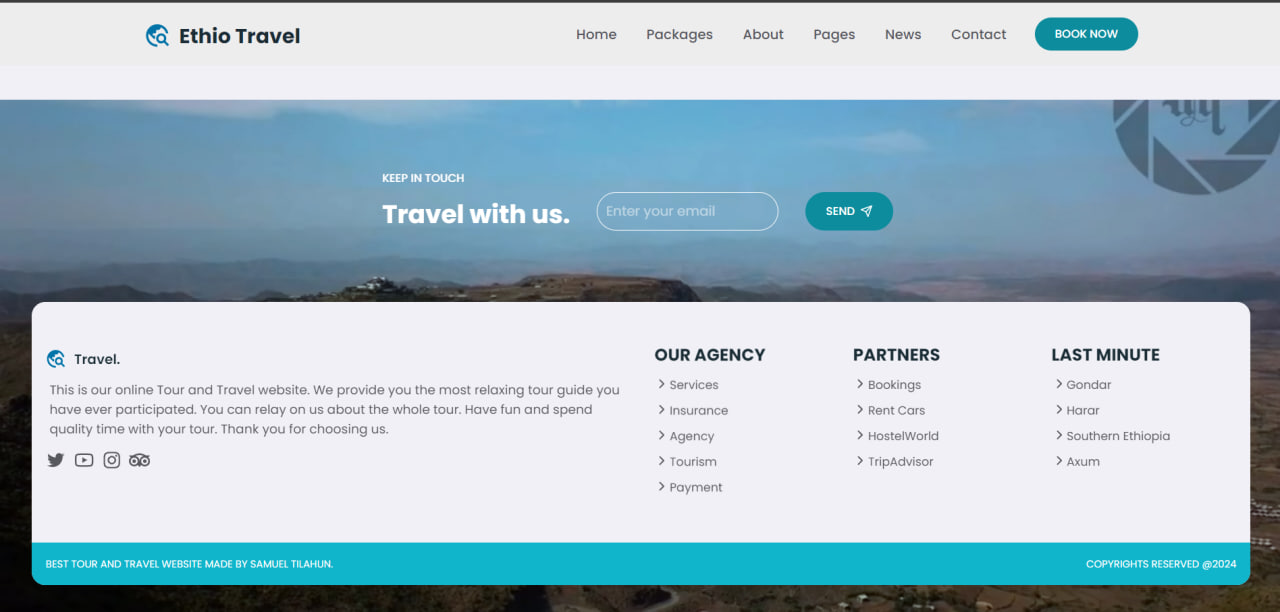 Ethio Travel
Home Packages About Pages News Contact BOOK NOW
KEEP IN TOUCH
Travel with us.
Enter your email
SEND
Travel.
This is our online Tour and Travel website. We provide you the most relaxing tour guide you
have ever participated. You can relay on us about the whole tour. Have fun and spend
quality time with your tour. Thank you for choosing us.
OUR AGENCY
Services
Insurance
Agency
Tourism
Payment
PARTNERS
Bookings
Rent Cars
HostelWorld
TripAdvisor
LAST MINUTE
Gondar
Harar
Southern Ethiopia
Axum
BEST TOUR AND TRAVEL WEBSITE MADE BY SAMUEL TILAHUN.
COPYRIGHTS RESERVED @2024